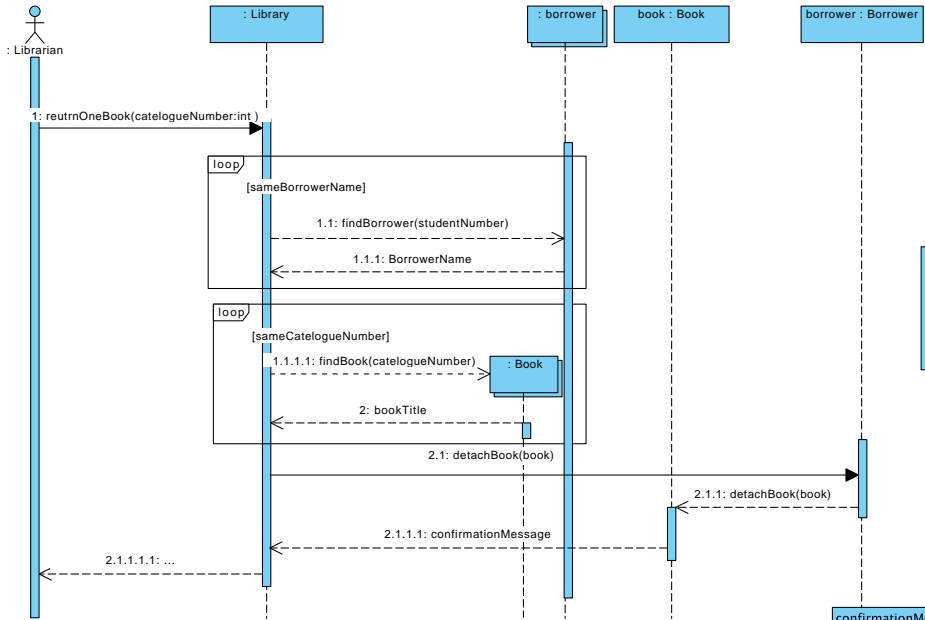 : Library
: borrower
book : Book
borrower : Borrower
: Librarian
1: reutrnOneBook(catelogueNumber:int )
loop
[sameBorrowerName]
1.1: findBorrower(studentNumber)
1.1.1: BorrowerName
loop
[sameCatelogueNumber]
1.1.1.1: findBook(catelogueNumber)
: Book
2: bookTitle
2.1: detachBook(book)
2.1.1: detachBook(book)
2.1.1.1: confirmationMessage
2.1.1.1.1: ...